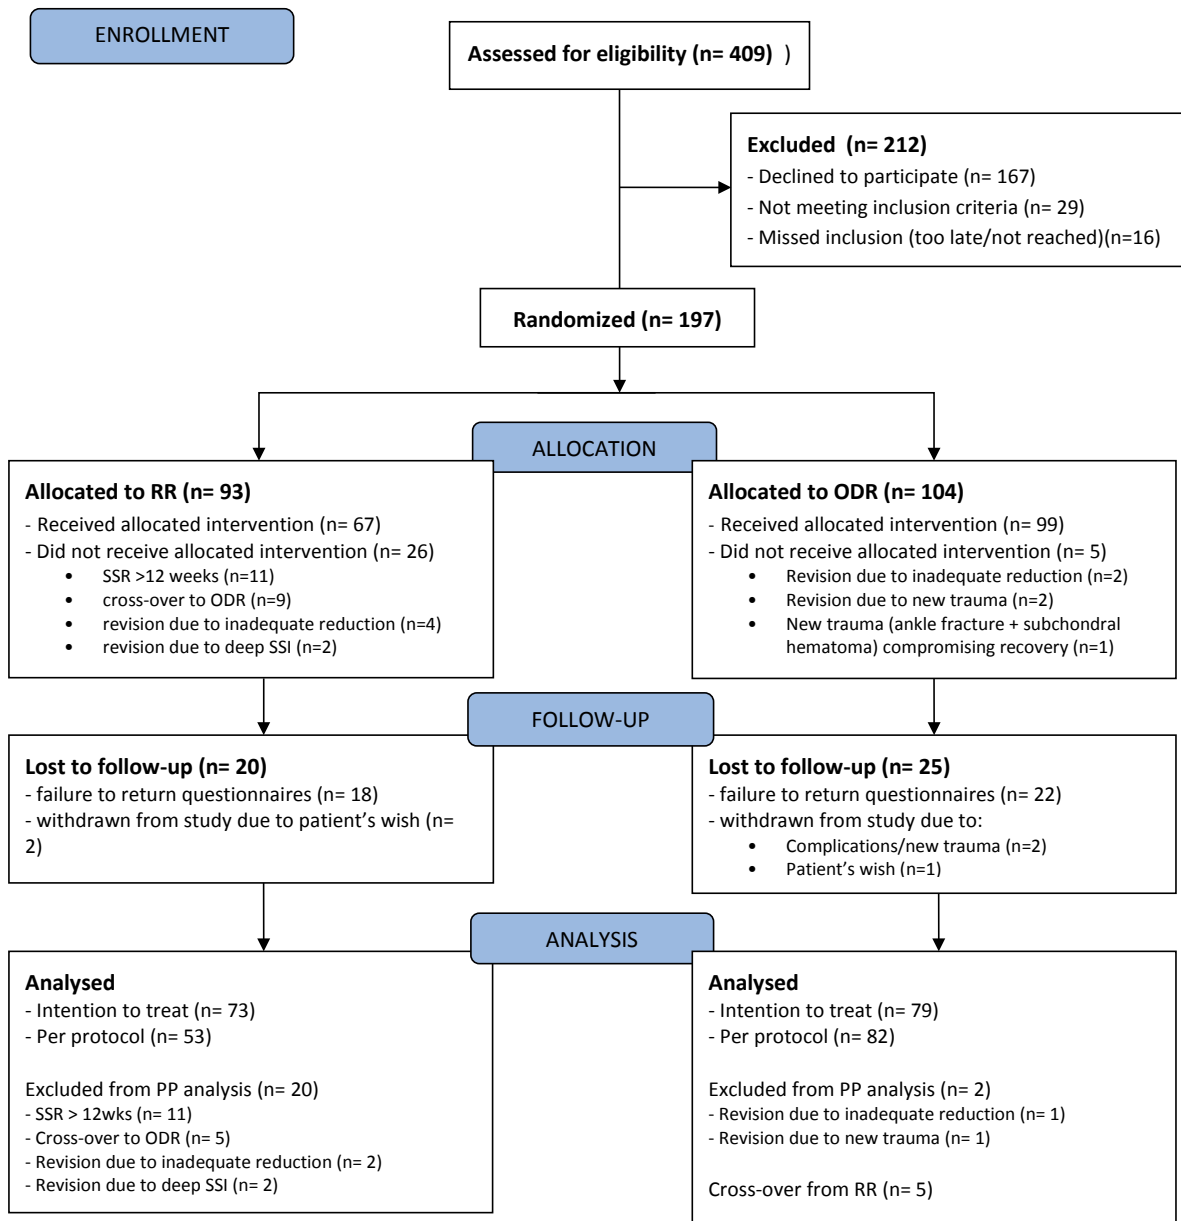 ENROLLMENT
Assessed for eligibility (n= 409) )
Excluded (n= 212)
- Declined to participate (n= 167)
- Not meeting inclusion criteria (n= 29)
- Missed inclusion (too late/not reached)(n=16)
Randomized (n= 197)
ALLOCATION
Allocated to RR (n= 93)
- Received allocated intervention (n= 67)
- Did not receive allocated intervention (n= 26)
• SSR >12 weeks (n=11)
• cross-over to ODR (n=9)
• revision due to inadequate reduction (n=4)
• revision due to deep SSI (n=2)
Allocated to ODR (n= 104)
- Received allocated intervention (n= 99)
- Did not receive allocated intervention (n= 5)
• Revision due to inadequate reduction (n=2)
• Revision due to new trauma (n=2)
• New trauma (ankle fracture + subchondral
hematoma) compromising recovery (n=1)
FOLLOW-UP
Lost to follow-up (n= 20)
- failure to return questionnaires (n= 18)
- withdrawn from study due to patient's wish (n=
2)
Lost to follow-up (n= 25)
- failure to return questionnaires (n= 22)
- withdrawn from study due to:
• Complications/new trauma (n=2)
• Patient's wish (n=1)
ANALYSIS
Analysed
- Intention to treat (n= 73)
- Per protocol (n= 53)
Excluded from PP analysis (n= 20)
- SSR > 12wks (n= 11)
- Cross-over to ODR (n= 5)
- Revision due to inadequate reduction (n= 2)
- Revision due to deep SSI (n= 2)
Analysed
- Intention to treat (n= 79)
- Per protocol (n= 82)
Excluded from PP analysis (n= 2)
- Revision due to inadequate reduction (n= 1)
- Revision due to new trauma (n= 1)
Cross-over from RR (n= 5)